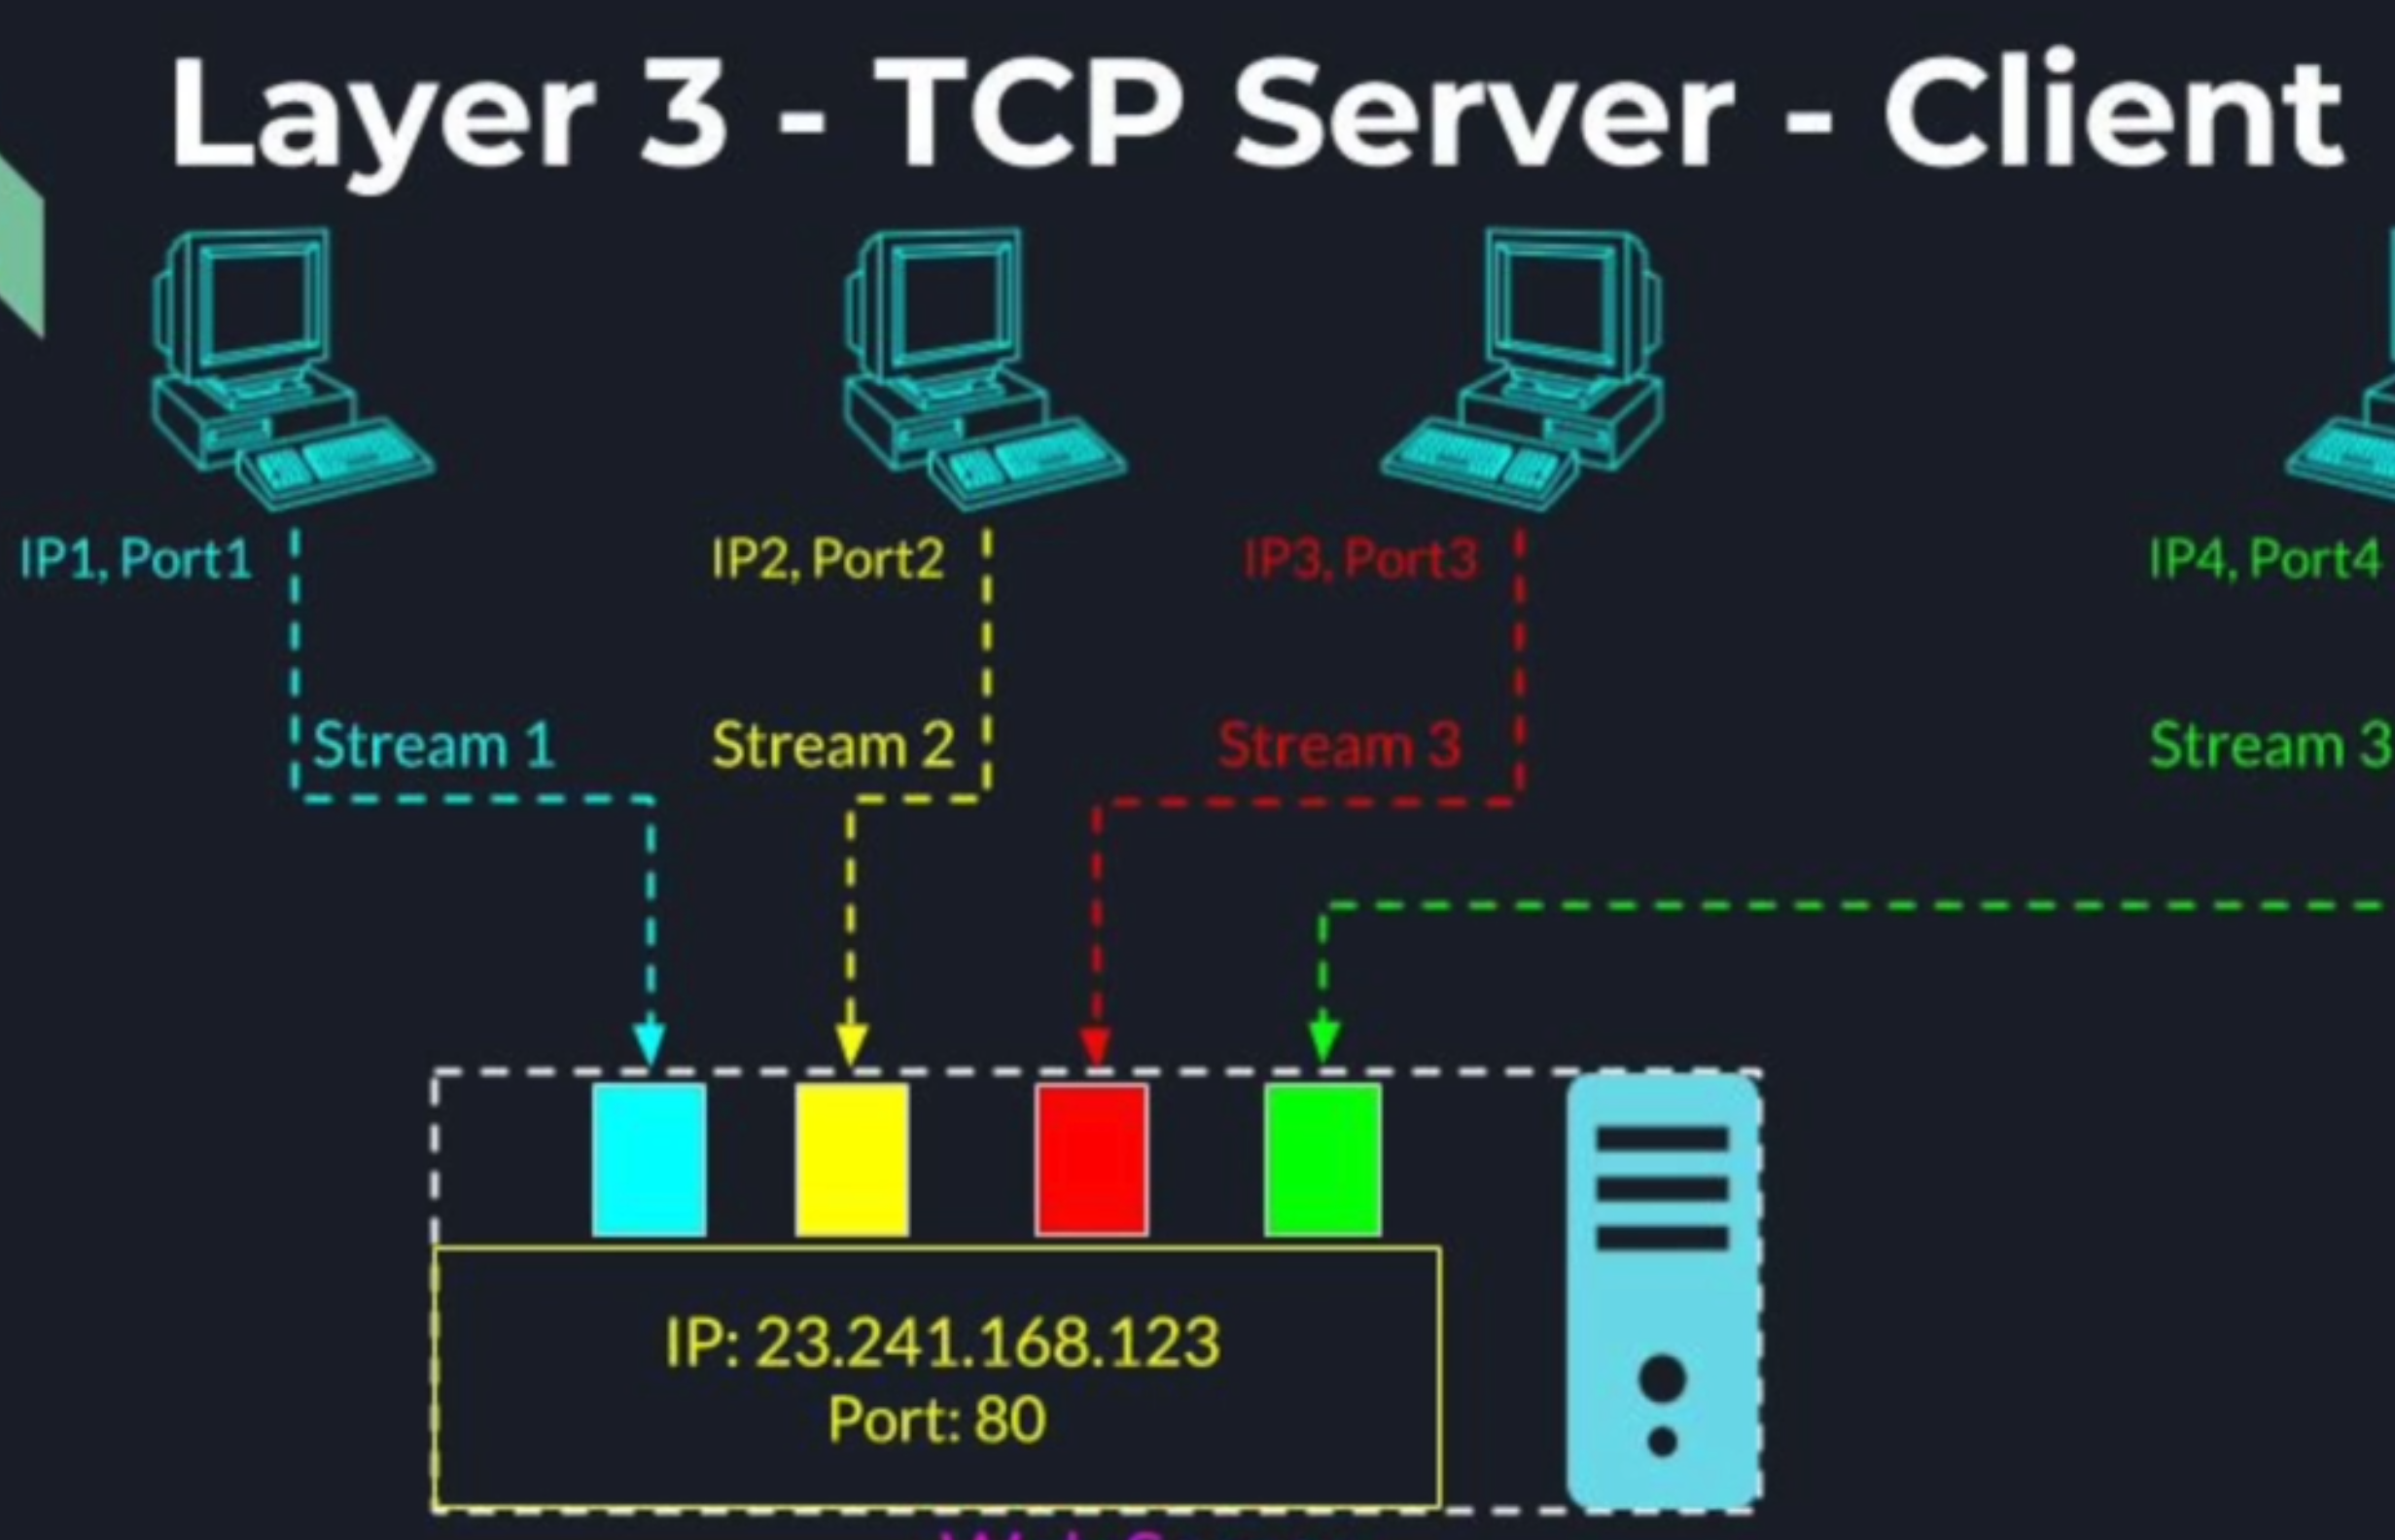 Layer 3 - TCP Server - Client
IP1, Port1
IP2, Port2
IP3, Port3
IP4, Port4
Stream 1
Stream 2
Stream 3
Stream 3
IP: 23.241.168.123
Port: 80